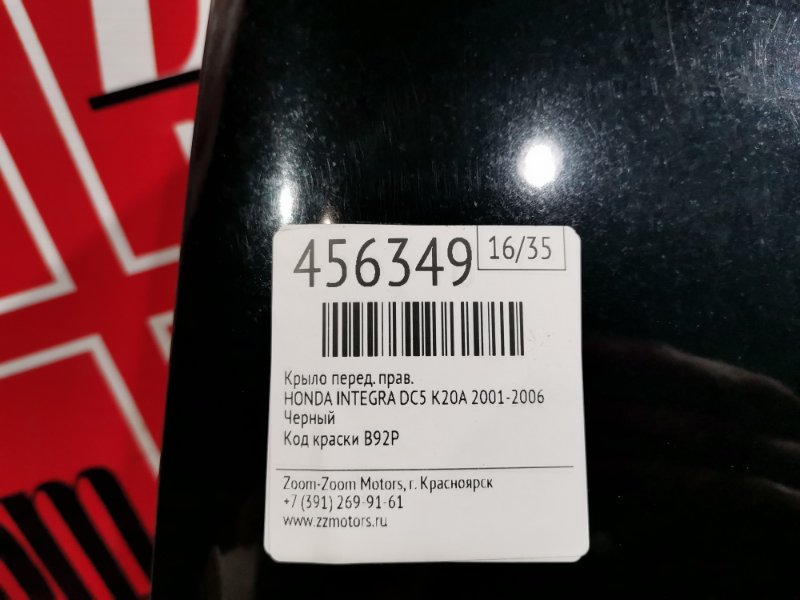 456349
16/35
Крыло перед. прав.
HONDA INTEGRA DC5 K20A 2001-2006
Черный
Код краски B92P
Zoom-Zoom Motors, г. Красноярск
+7 (391) 269-91-61
www.zzmotors.ru